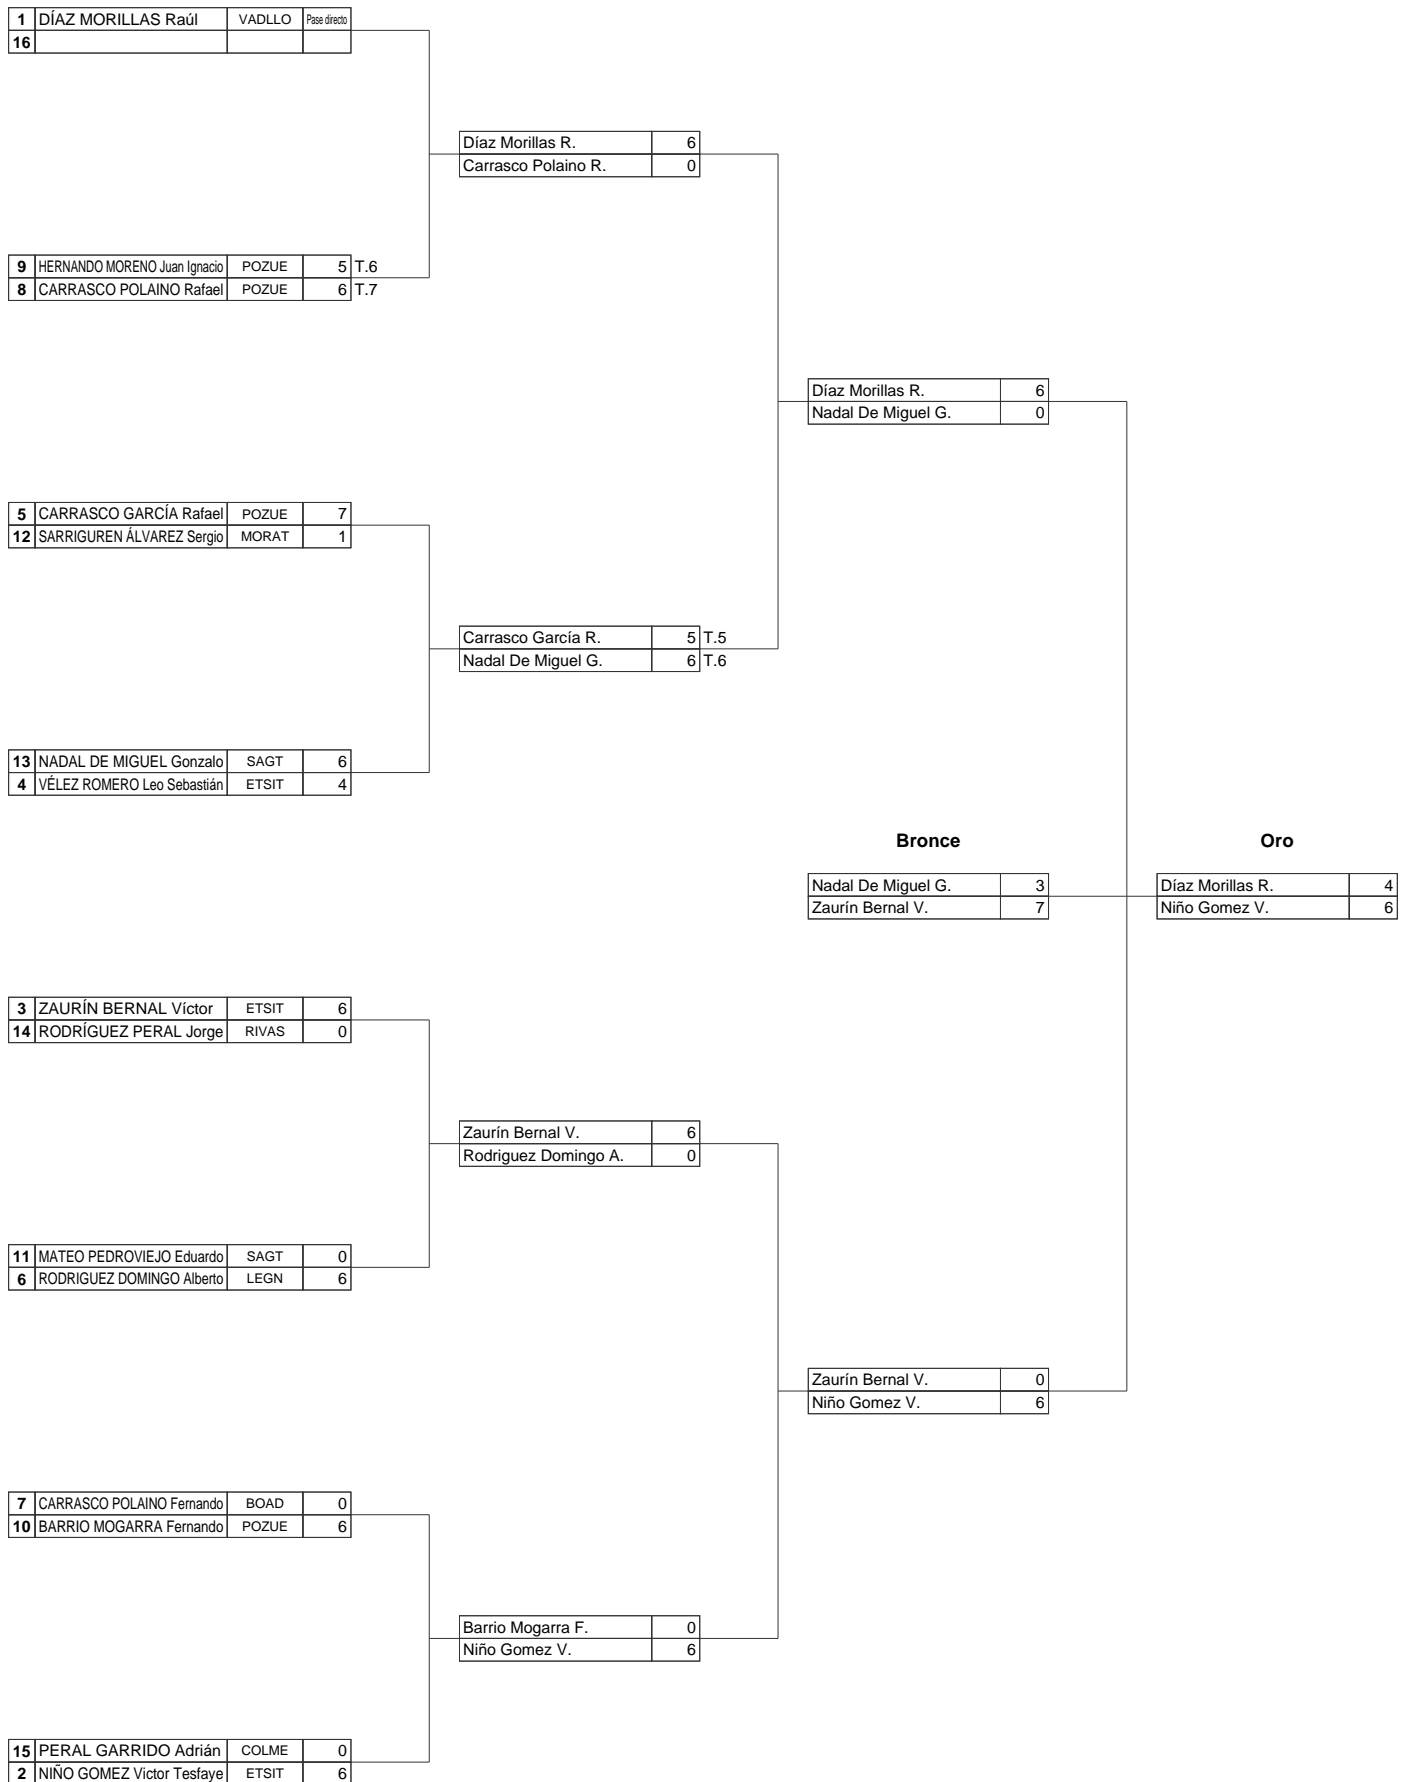 1 DÍAZ MORILLAS Raúl VADLLO Pase directo
16
Díaz Morillas R. 6
Carrasco Polaino R. 0
9 HERNANDO MORENO Juan Ignacio POZUE 5 T.6
8 CARRASCO POLAINO Rafael POZUE 6 T.7
Díaz Morillas R. 6
Nadal De Miguel G. 0
5 CARRASCO GARCÍA Rafael POZUE 7
12 SARRIGUREN ÁLVAREZ Sergio MORAT 1
Carrasco García R. 5 T.5
Nadal De Miguel G. 6 T.6
13 NADAL DE MIGUEL Gonzalo SAGT 6
4 VÉLEZ ROMERO Leo Sebastián ETSIT 4
Bronce Oro
Nadal De Miguel G. 3 Díaz Morillas R. 4
Zaurín Bernal V. 7 Niño Gomez V. 6
3 ZAURÍN BERNAL Víctor ETSIT 6
14 RODRÍGUEZ PERAL Jorge RIVAS 0
Zaurín Bernal V. 6
Rodriguez Domingo A. 0
11 MATEO PEDROVIEJO Eduardo SAGT 0
6 RODRIGUEZ DOMINGO Alberto LEGN 6
Zaurín Bernal V. 0
Niño Gomez V. 6
7 CARRASCO POLAINO Fernando BOAD 0
10 BARRIO MOGARRA Fernando POZUE 6
Barrio Mogarra F. 0
Niño Gomez V. 6
15 PERAL GARRIDO Adrián COLME 0
2 NIÑO GOMEZ Victor Tesfaye ETSIT 6